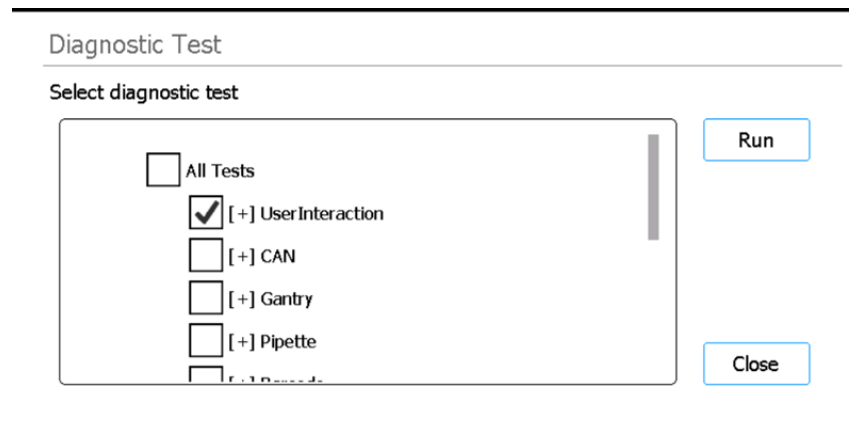 Diagnostic Test
Select diagnostic test
Run
All Tests
[+] UserInteraction
[+] CAN
[+] Gantry
[+] Pipette
Close